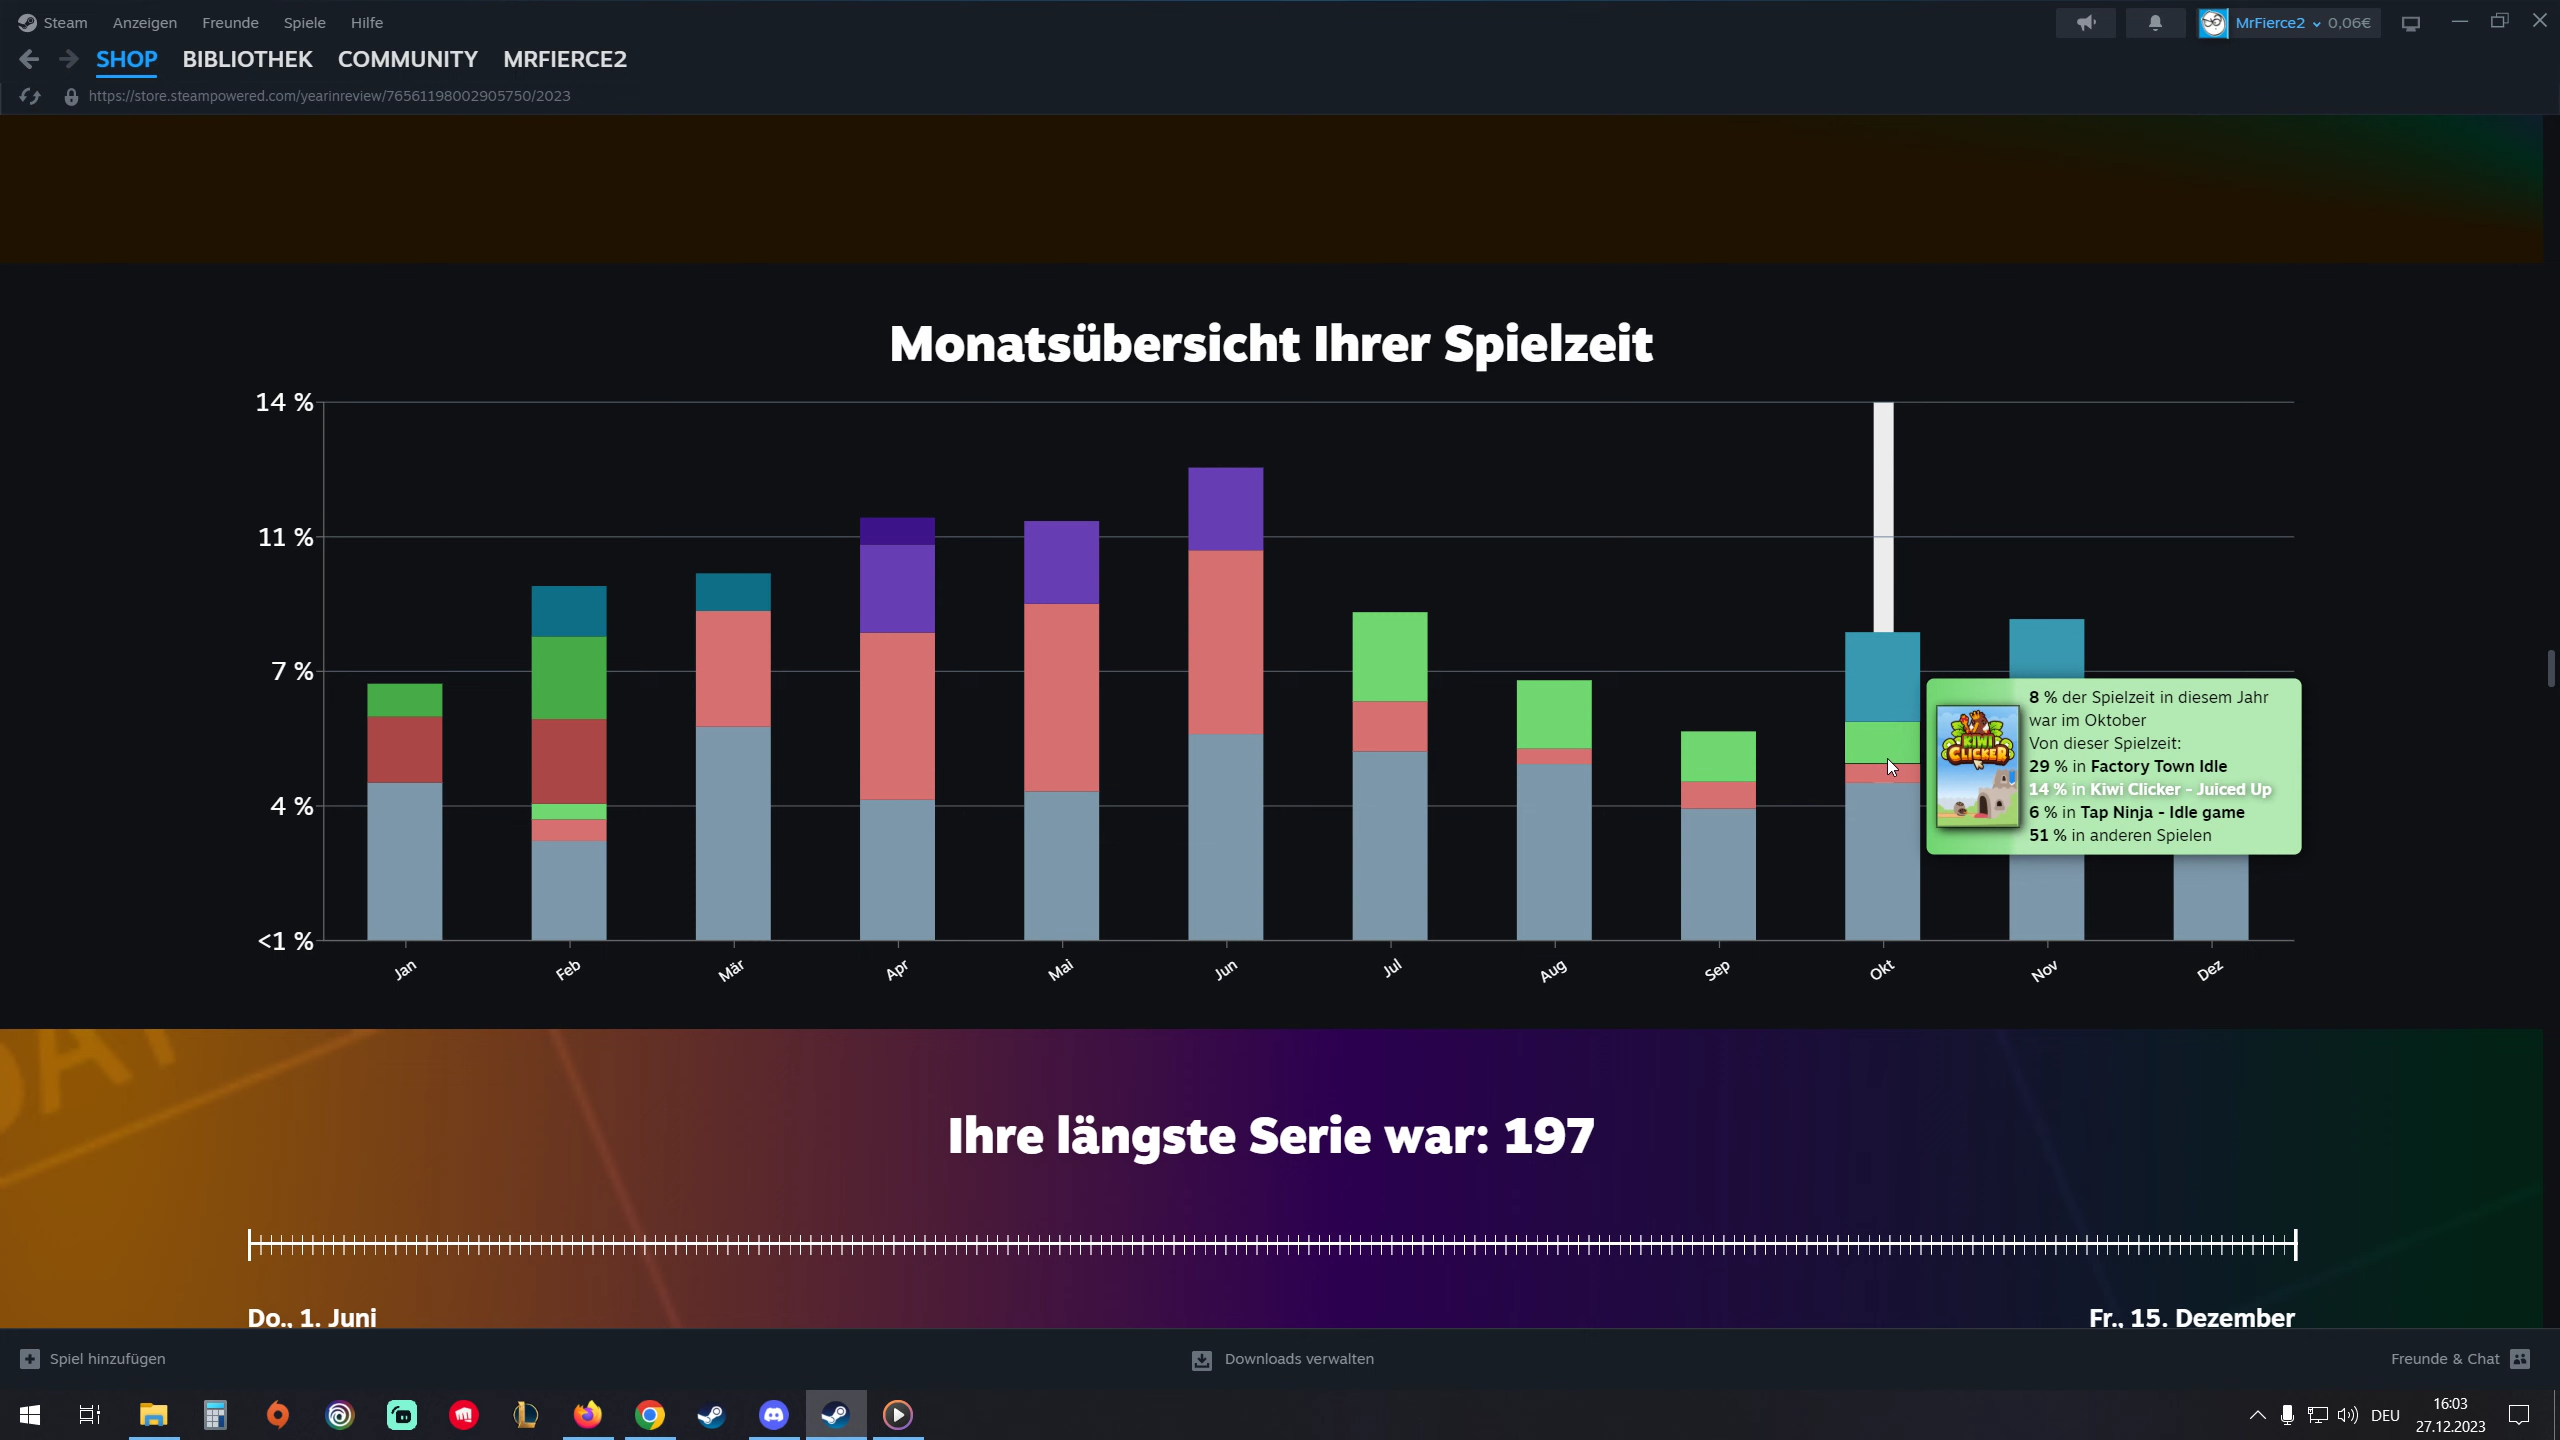 Steam Anzeigen Freunde Spiele Hilfe
MrFierce2 0,06€
SHOP BIBLIOTHEK COMMUNITY MRFIERCE2
https://store.steampowered.com/yearinreview/76561198002905750/2023
Monatsübersicht Ihrer Spielzeit
14 %
11 %
7 %
4 %
<1 %
Jan Feb Mär Apr Mai Jun Jul Aug Sep Okt Nov Dez
KIWI
CLICKER
8 % der Spielzeit in diesem Jahr
war im Oktober
Von dieser Spielzeit:
29 % in Factory Town Idle
14 % in Kiwi Clicker - Juiced Up
6 % in Tap Ninja - Idle game
51 % in anderen Spielen
DAY
Ihre längste Serie war: 197
Do., 1. Juni
Fr., 15. Dezember
Spiel hinzufügen
Downloads verwalten
Freunde & Chat
DEU
16:03
27.12.2023